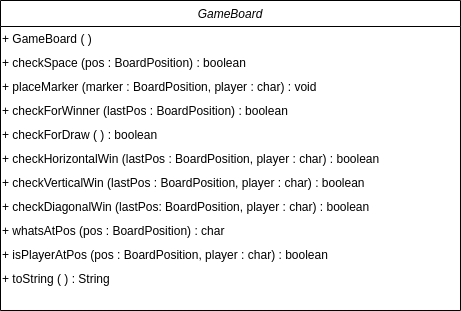 GameBoard
+ GameBoard ( )
+ checkSpace (pos : BoardPosition) : boolean
+ placeMarker (marker : BoardPosition, player : char) : void
+ checkForWinner (lastPos : BoardPosition) : boolean
+ checkForDraw ( ) : boolean
+ checkHorizontalWin (lastPos : BoardPosition, player : char) : boolean
+ checkVerticalWin (lastPos : BoardPosition, player : char) : boolean
+ checkDiagonalWin (lastPos: BoardPosition, player : char) : boolean
+ whatsAtPos (pos : BoardPosition) : char
+ isPlayerAtPos (pos : BoardPosition, player : char) : boolean
+ toString ( ) : String